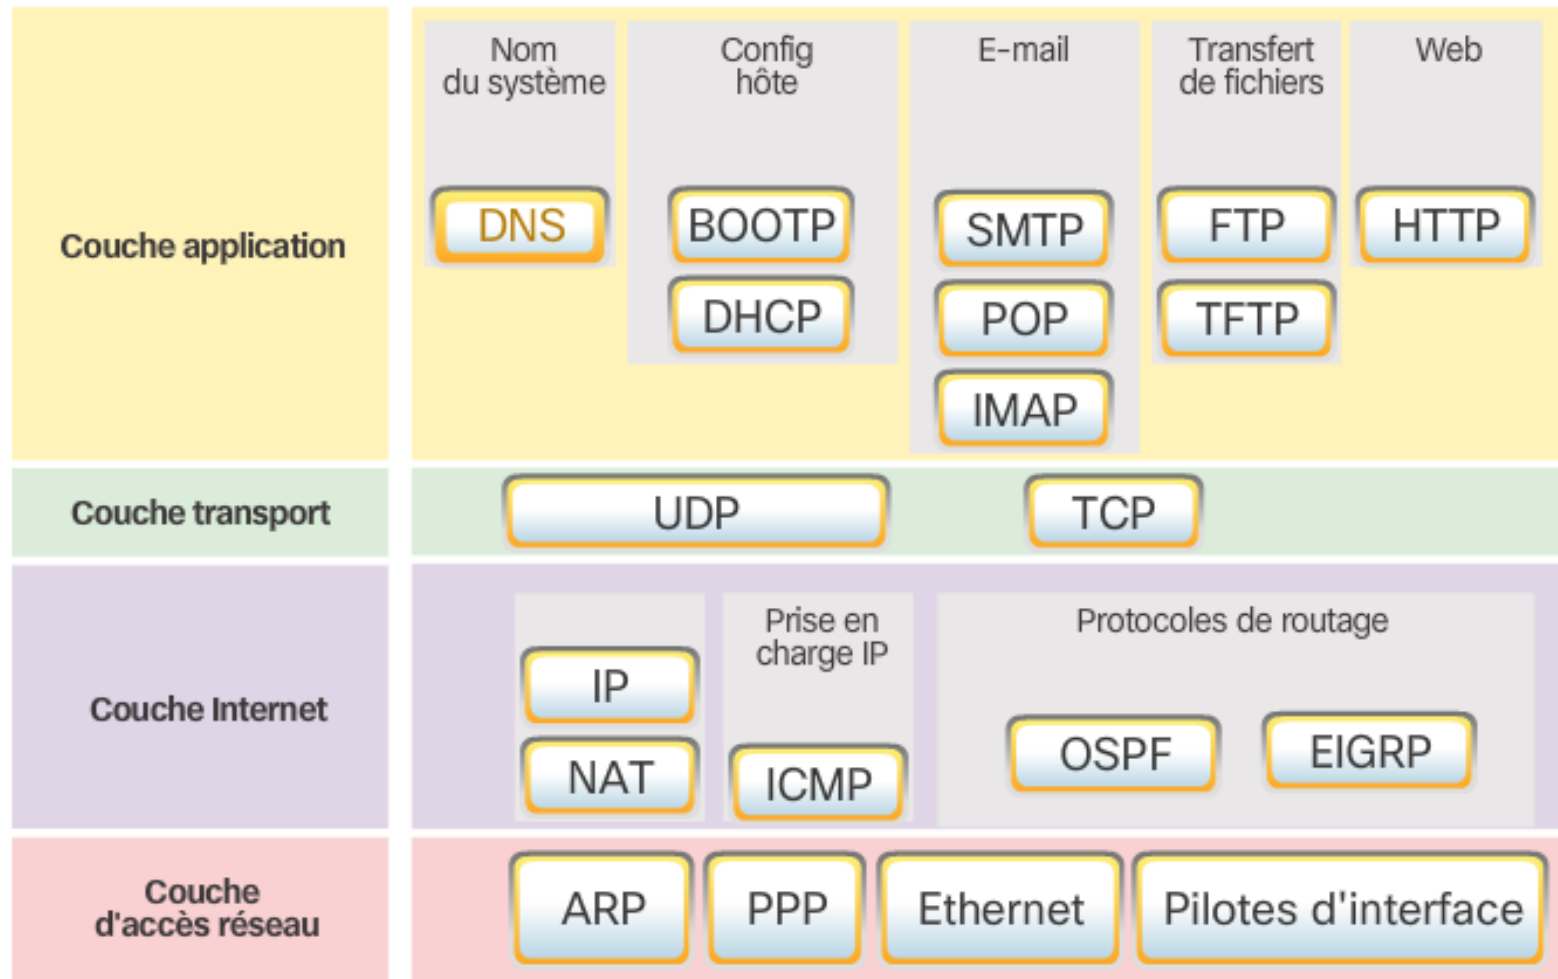 Couche application
Nom
du système
DNS
Config
hôte
BOOTP
DHCP
E-mail
SMTP
POP
IMAP
Transfert
de fichiers
FTP
TFTP
Web
HTTP
Couche transport
UDP
TCP
Couche Internet
IP
NAT
Prise en
charge IP
ICMP
Protocoles de routage
OSPF
EIGRP
Couche
d'accès réseau
ARP
PPP
Ethernet
Pilotes d'interface